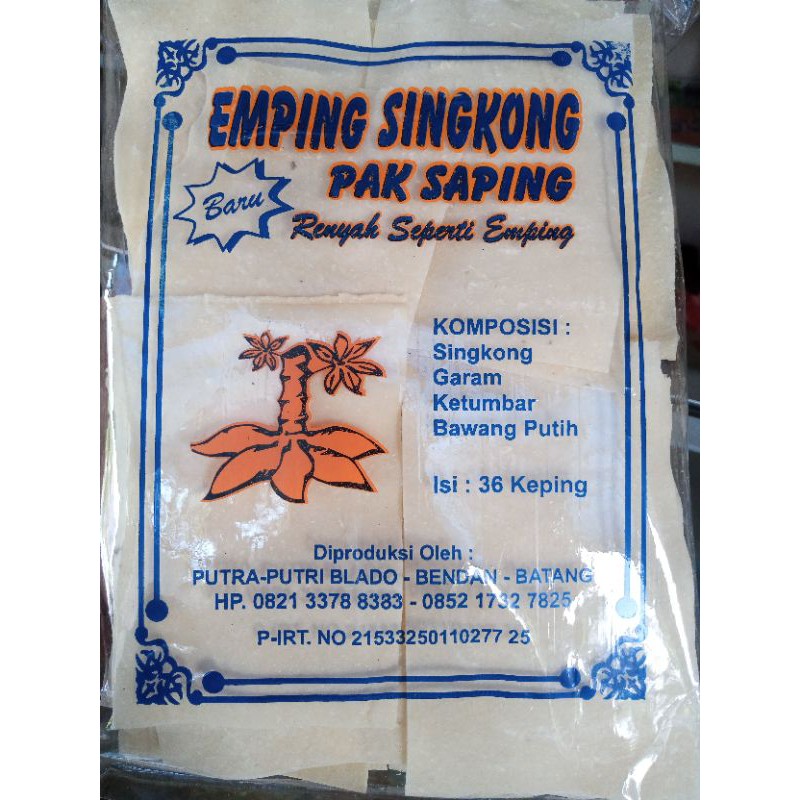 EMPING SINGKONG
PAK SAPING
Baru
Renyah Seperti Emping
KOMPOSISI :
Singkong
Garam
Ketumbar
Bawang Putih
Isi : 36 Keping
Diproduksi Oleh :
PUTRA-PUTRI BLADO - BENDAN - BATANG
HP. 0821 3378 8383 - 0852 1732 7825
P-IRT. NO 21533250110277 25